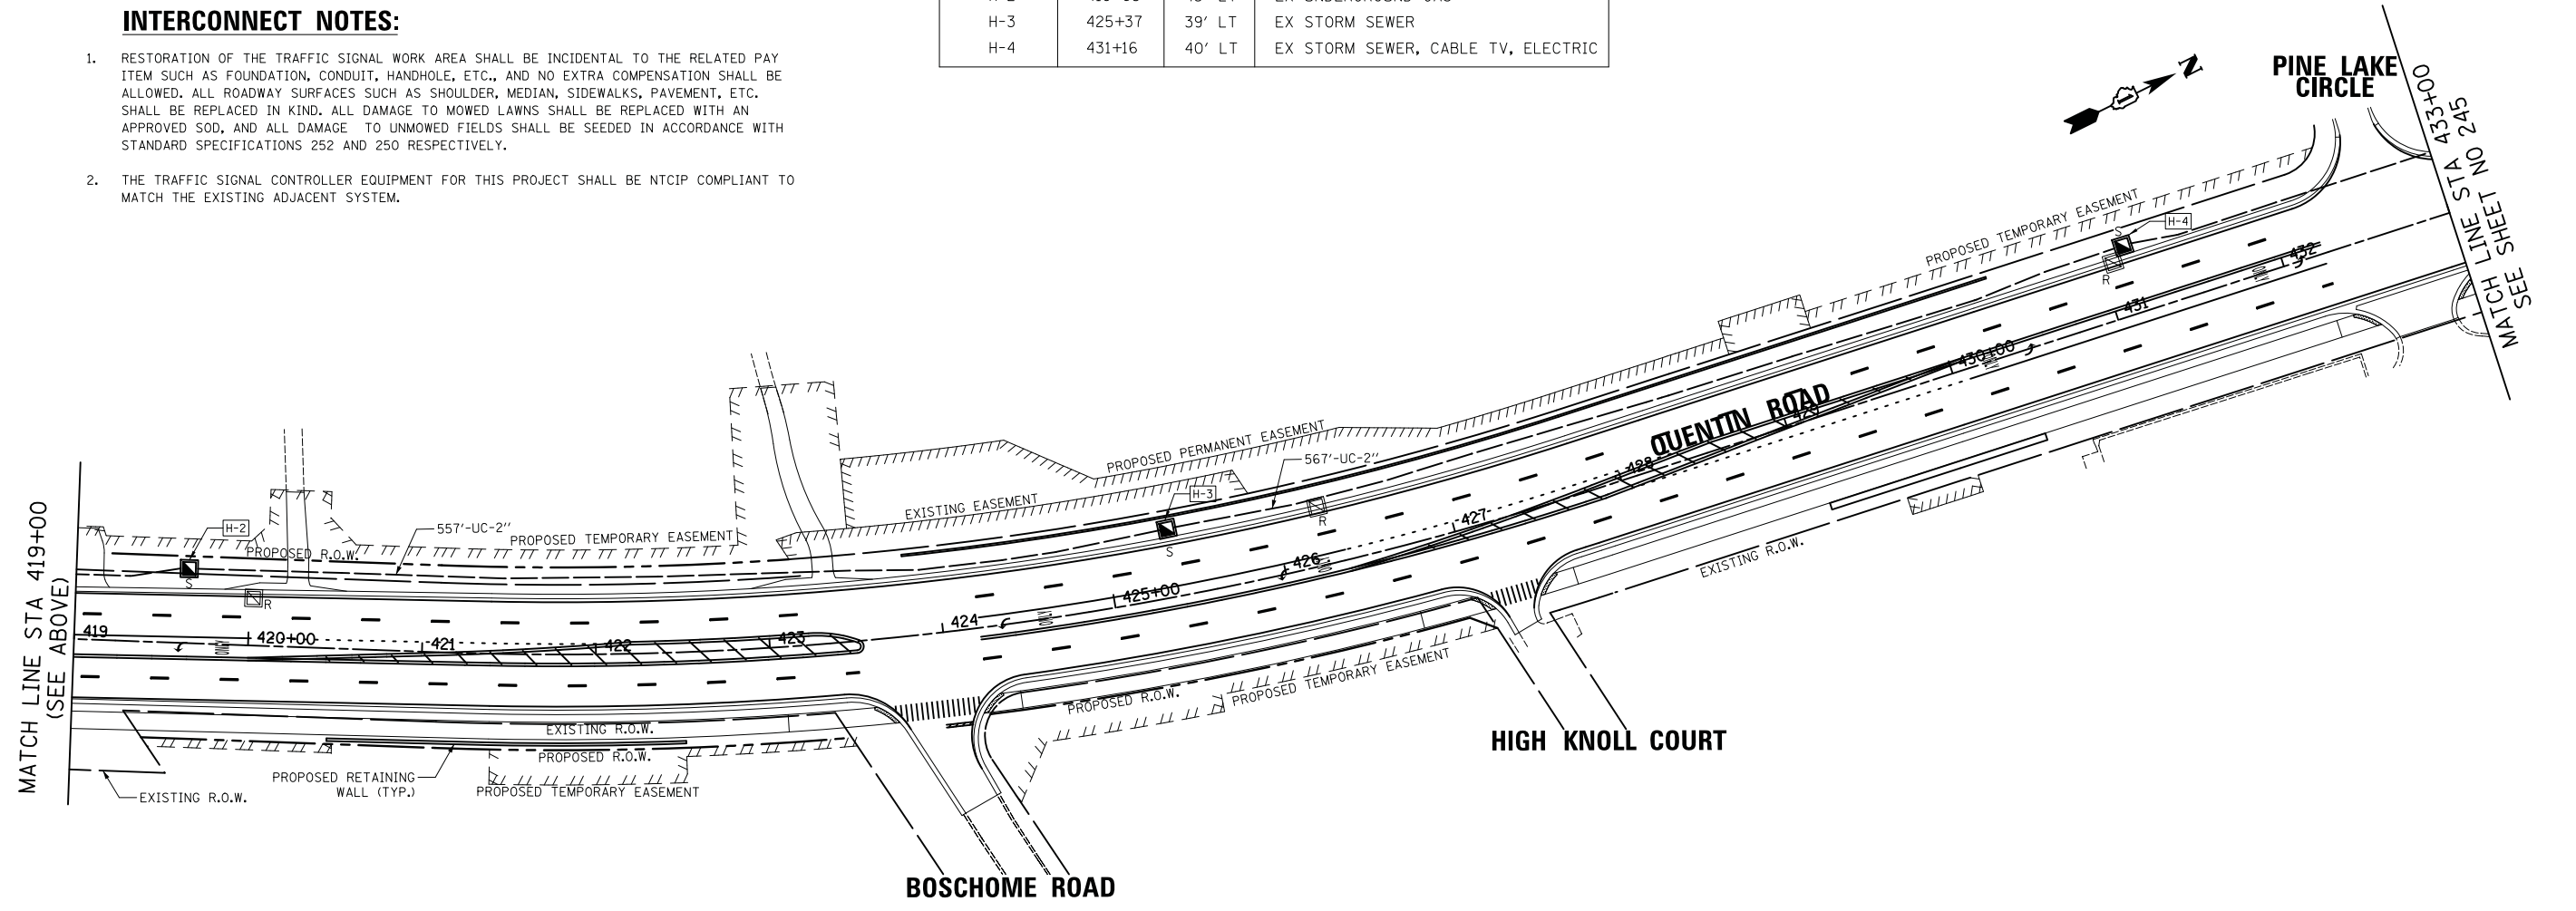 INTERCONNECT NOTES:
1. RESTORATION OF THE TRAFFIC SIGNAL WORK AREA SHALL BE INCIDENTAL TO THE RELATED PAY
ITEM SUCH AS FOUNDATION, CONDUIT, HANDHOLE, ETC., AND NO EXTRA COMPENSATION SHALL BE
ALLOWED. ALL ROADWAY SURFACES SUCH AS SHOULDER, MEDIAN, SIDEWALKS, PAVEMENT, ETC.
SHALL BE REPLACED IN KIND. ALL DAMAGE TO MOWED LAWNS SHALL BE REPLACED WITH AN
APPROVED SOD, AND ALL DAMAGE TO UNMOWED FIELDS SHALL BE SEEDED IN ACCORDANCE WITH
STANDARD SPECIFICATIONS 252 AND 250 RESPECTIVELY.
2. THE TRAFFIC SIGNAL CONTROLLER EQUIPMENT FOR THIS PROJECT SHALL BE NTCIP COMPLIANT TO
MATCH THE EXISTING ADJACENT SYSTEM.
H-3 425+37 39' LT EX STORM SEWER
H-4 431+16 40' LT EX STORM SEWER, CABLE TV, ELECTRIC
N
PINE LAKE
CIRCLE
MATCH LINE STA 433+00
SEE SHEET NO 245
PROPOSED TEMPORARY EASEMENT
H-4
S
R
432
431
430+00
429
428
QUENTIN ROAD
427
426
425+00
424
PROPOSED PERMANENT EASEMENT
567'-UC-2"
EXISTING EASEMENT
H-3
S
R
MATCH LINE STA 419+00
(SEE ABOVE)
H-2
S
R
PROPOSED R.O.W.
557'-UC-2"
PROPOSED TEMPORARY EASEMENT
419
420+00
421
422
423
EXISTING R.O.W.
PROPOSED R.O.W.
PROPOSED RETAINING
WALL (TYP.)
PROPOSED TEMPORARY EASEMENT
EXISTING R.O.W.
PROPOSED R.O.W.
PROPOSED TEMPORARY EASEMENT
EXISTING R.O.W.
HIGH KNOLL COURT
BOSCHOME ROAD